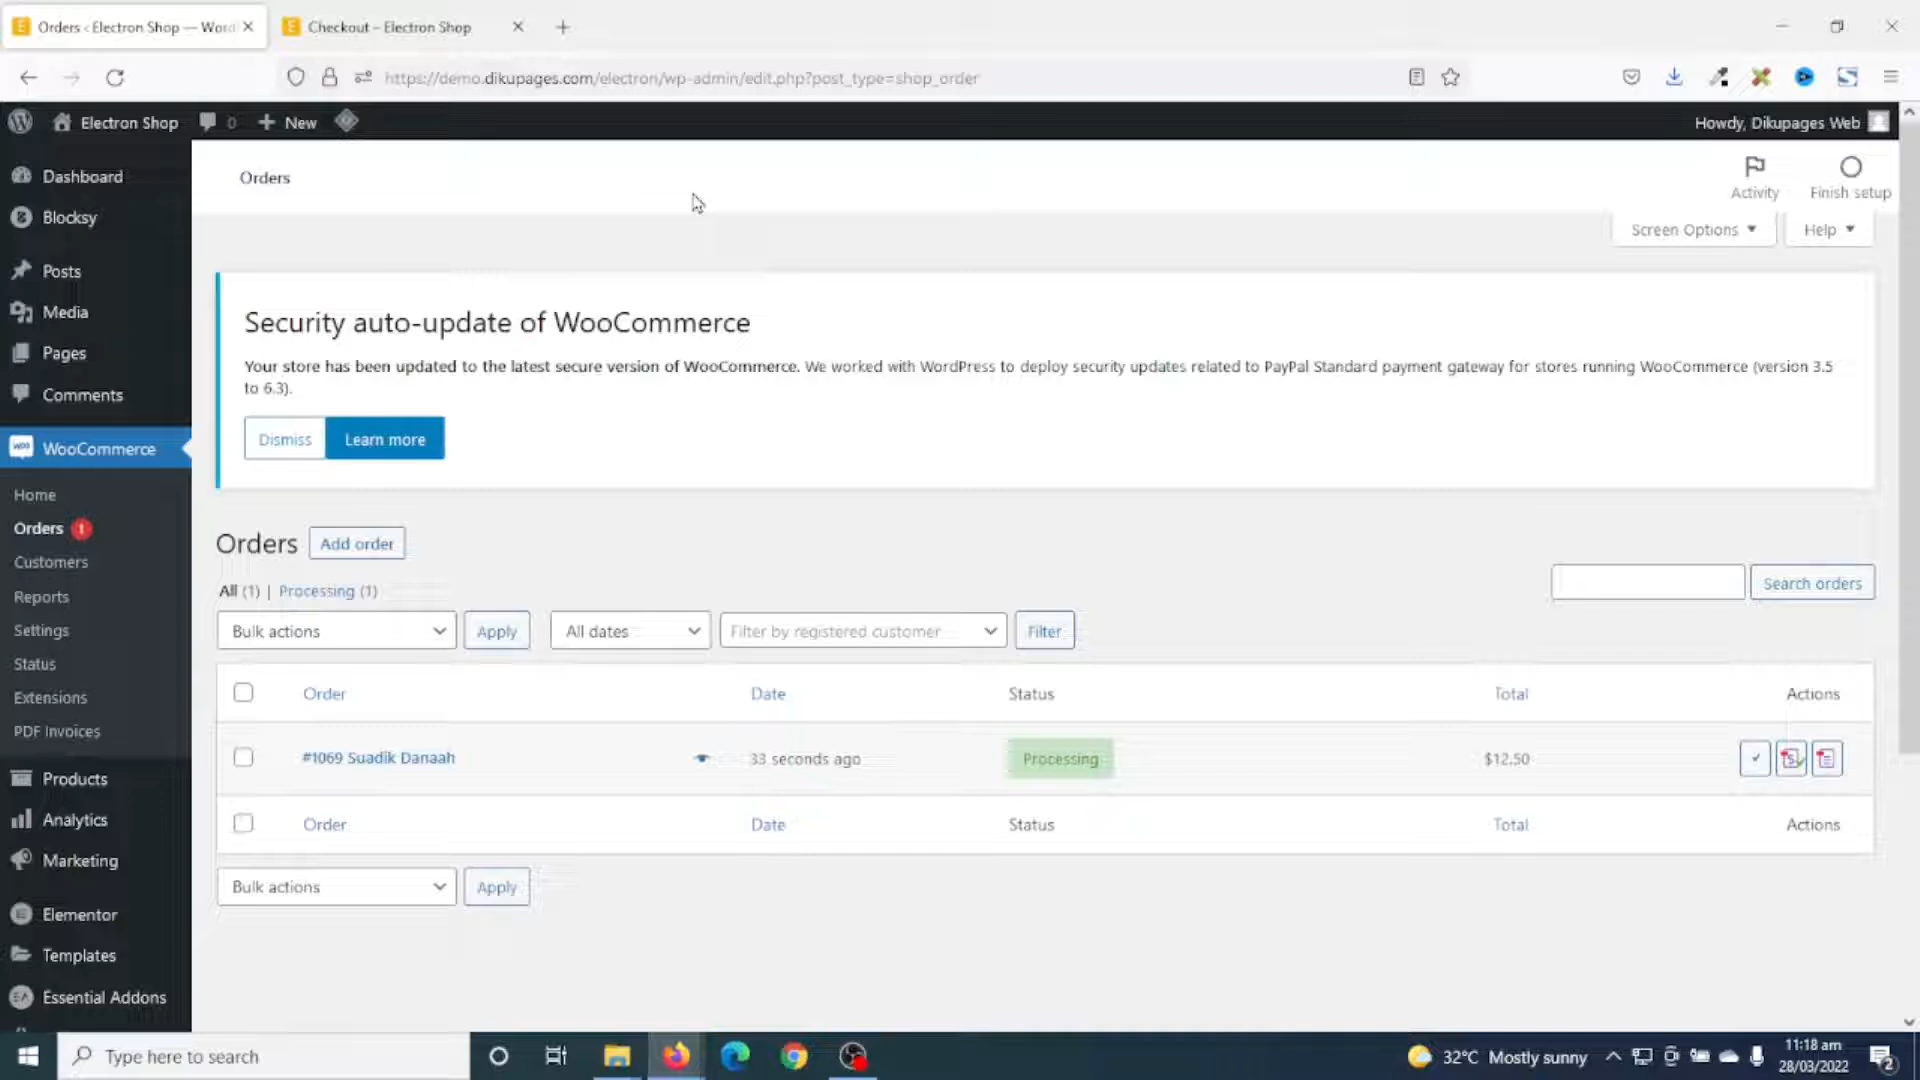 Orders ‹ Electron Shop — Word
Checkout – Electron Shop
https://demo.dikupages.com/electron/wp-admin/edit.php?post_type=shop_order
Electron Shop
0
New
Howdy, Dikupages Web
Dashboard
Blocksy
Posts
Media
Pages
Comments
WooCommerce
Home
Orders 1
Customers
Reports
Settings
Status
Extensions
PDF Invoices
Products
Analytics
Marketing
Elementor
Templates
Essential Addons
Orders
Activity
Finish setup
Screen Options
Help
Security auto-update of WooCommerce
Your store has been updated to the latest secure version of WooCommerce. We worked with WordPress to deploy security updates related to PayPal Standard payment gateway for stores running WooCommerce (version 3.5
to 6.3).
Dismiss
Learn more
Orders
Add order
All (1) | Processing (1)
Search orders
Bulk actions
Apply
All dates
Filter by registered customer
Filter
Order
Date
Status
Total
Actions
#1069 Suadik Danaah
33 seconds ago
Processing
$12.50
Order
Date
Status
Total
Actions
Bulk actions
Apply
Type here to search
32°C Mostly sunny
11:18 am
28/03/2022
2